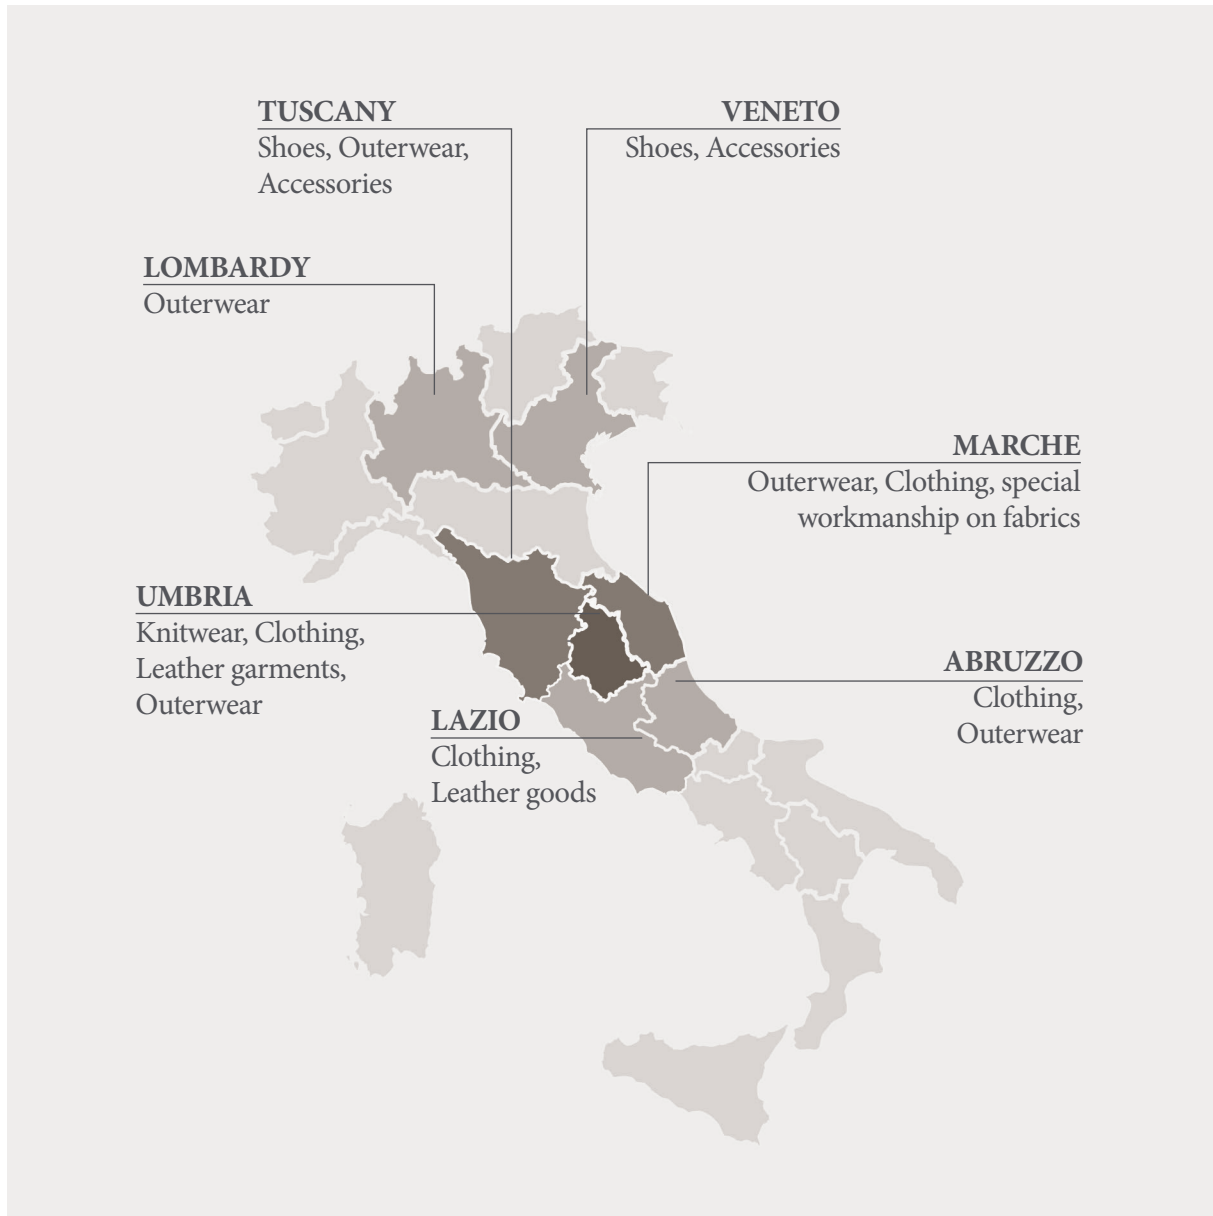 TUSCANY
Shoes, Outerwear,
Accessories
VENETO
Shoes, Accessories
LOMBARDY
Outerwear
MARCHE
Outerwear, Clothing, special
workmanship on fabrics
UMBRIA
Knitwear, Clothing,
Leather garments,
Outerwear
ABRUZZO
Clothing,
Outerwear
LAZIO
Clothing,
Leather goods